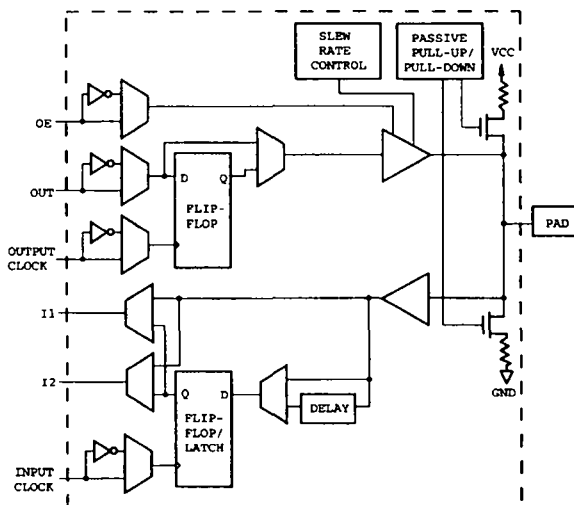 SLEW
RATE
CONTROL
PASSIVE
PULL-UP/
PULL-DOWN
VCC
OE
OUT
D
Q
FLIP-
FLOP
OUTPUT
CLOCK
PAD
I1
I2
Q
D
FLIP-
FLOP/
LATCH
DELAY
GND
INPUT
CLOCK